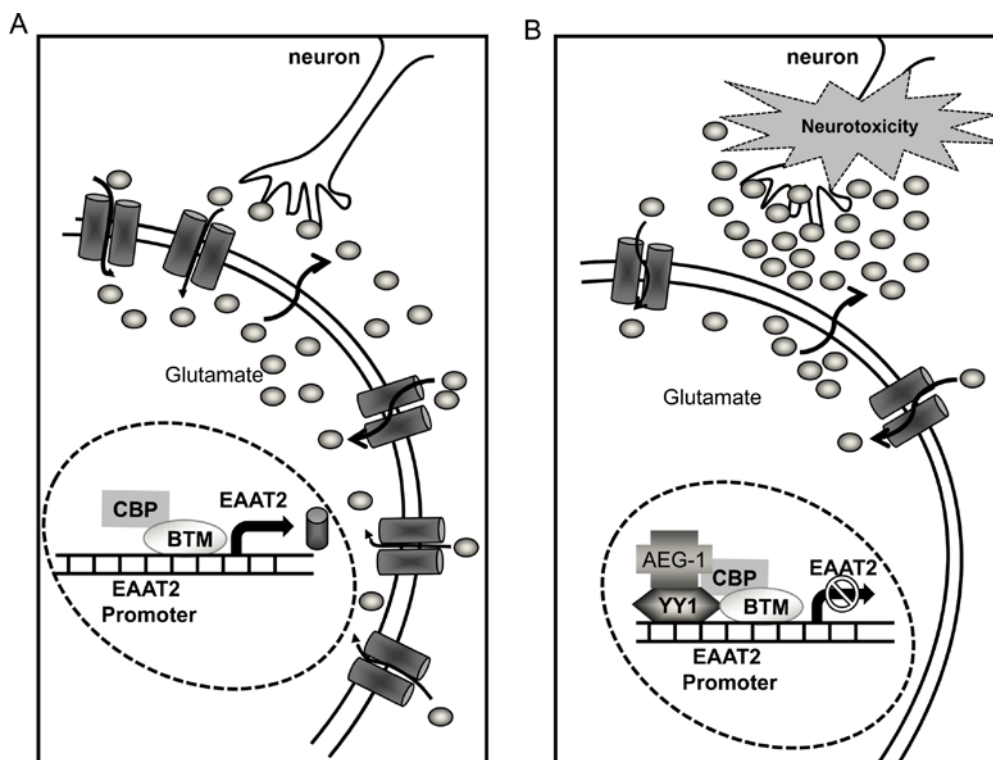 A
neuron
Glutamate
CBP
EAAT2
BTM
EAAT2
Promoter
B
neuron
Neurotoxicity
Glutamate
AEG-1
CBP
EAAT2
YY1
BTM
EAAT2
Promoter